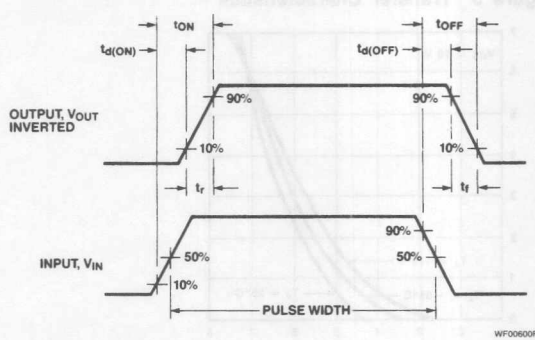 tON
tOFF
td(ON)
td(OFF)
OUTPUT, VOUT
INVERTED
90%
90%
10%
10%
tr
tf
INPUT, VIN
90%
50%
50%
10%
PULSE WIDTH